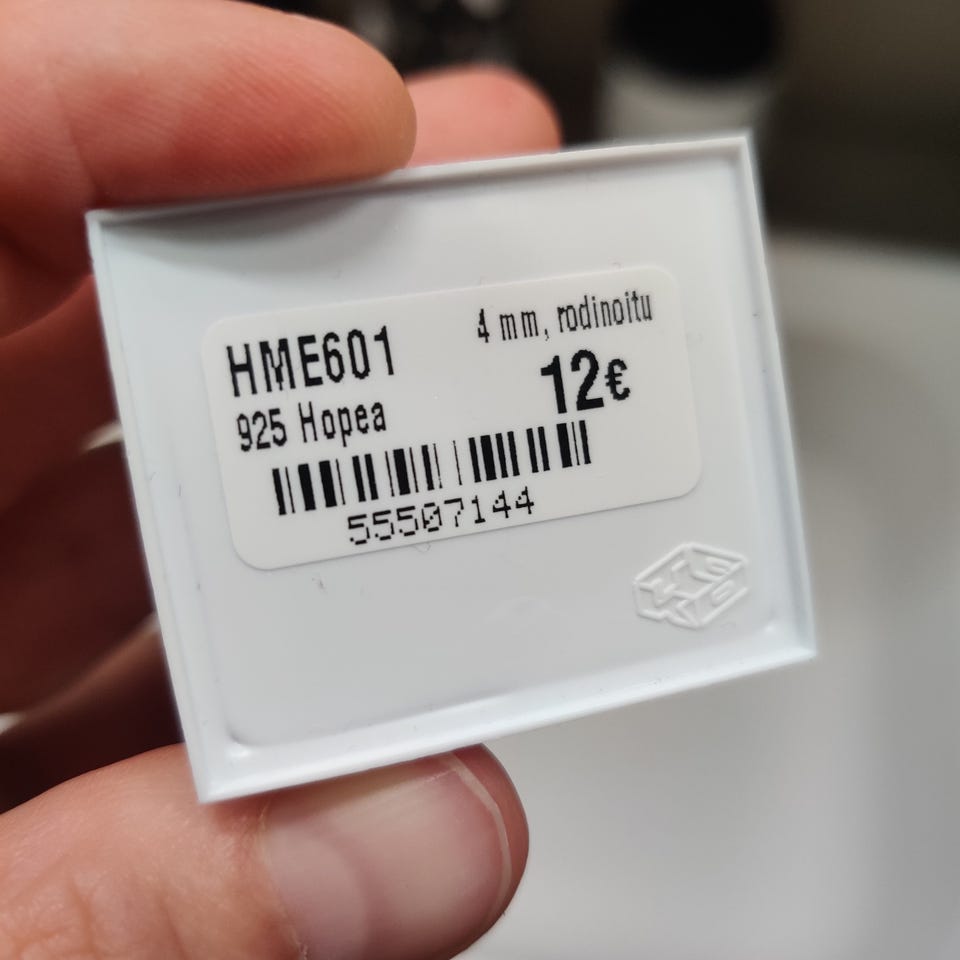 HME601
4 mm, rodinoitu
925 Hopea
12€
55507144